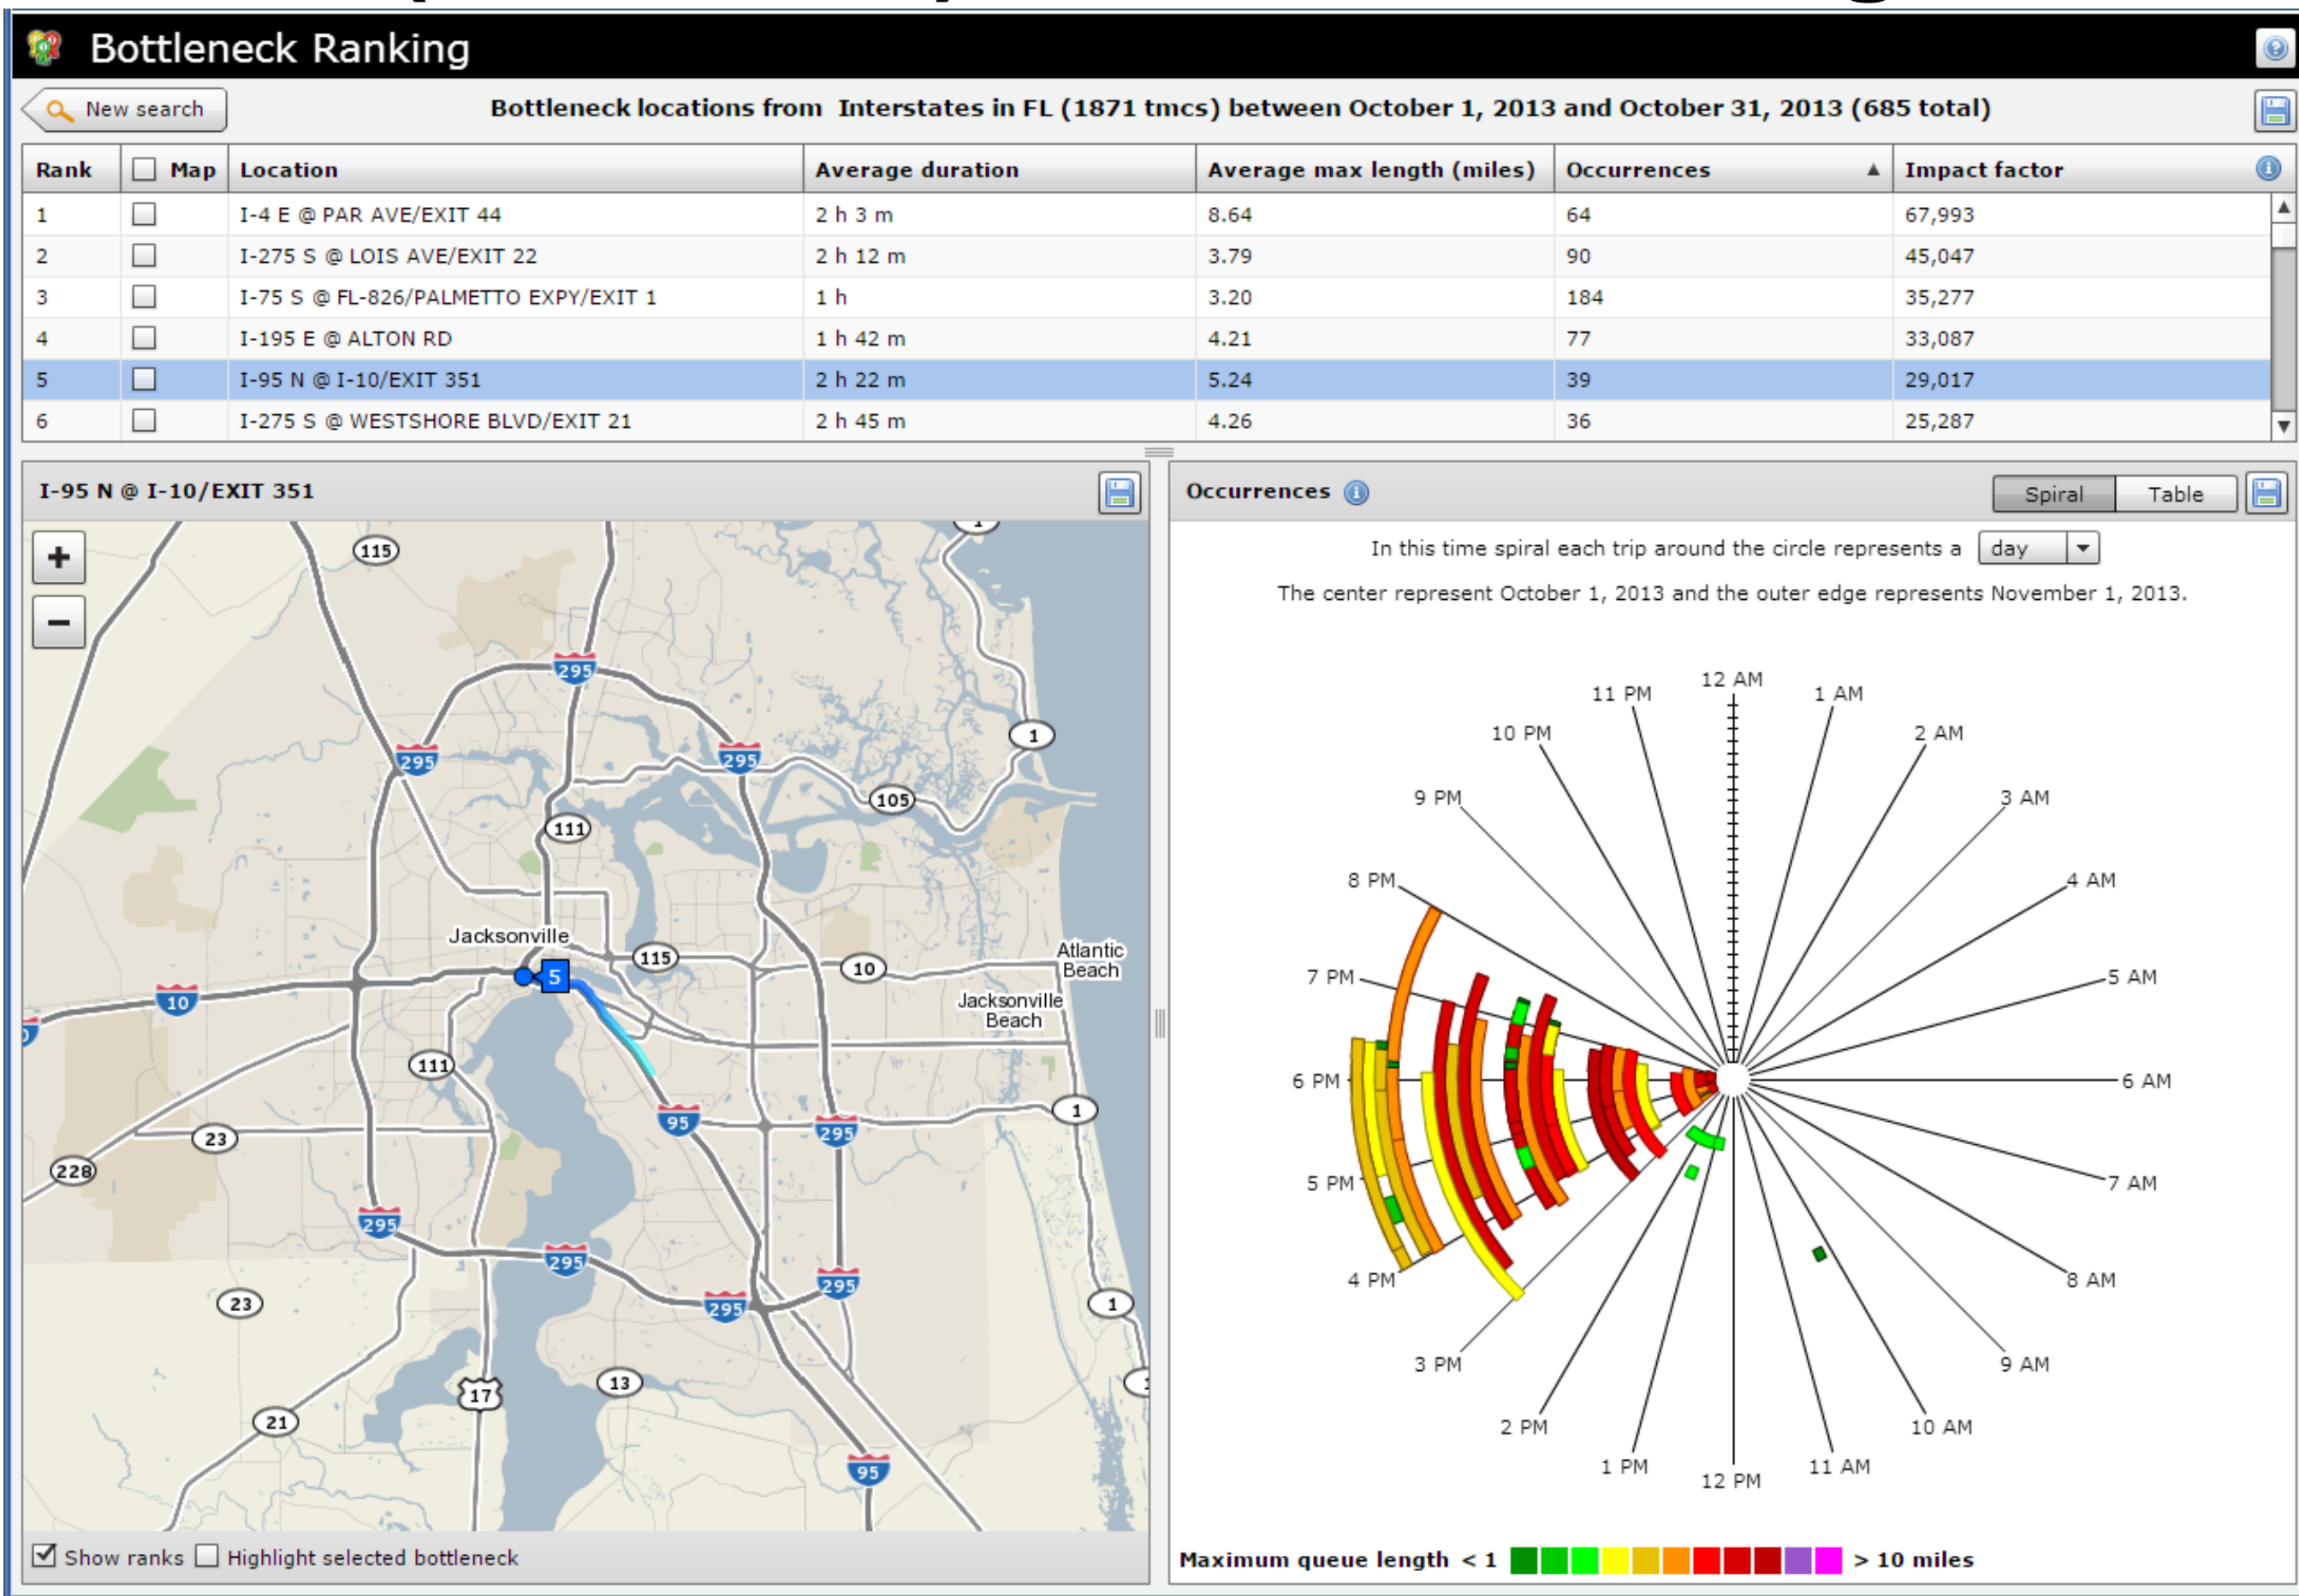 Bottleneck Ranking
New search
Bottleneck locations from Interstates in FL (1871 tmcs) between October 1, 2013 and October 31, 2013 (685 total)
Rank Map Location Average duration Average max length (miles) Occurrences Impact factor
1 I-4 E @ PAR AVE/EXIT 44 2 h 3 m 8.64 64 67,993
2 I-275 S @ LOIS AVE/EXIT 22 2 h 12 m 3.79 90 45,047
3 I-75 S @ FL-826/PALMETTO EXPY/EXIT 1 1 h 3.20 184 35,277
4 I-195 E @ ALTON RD 1 h 42 m 4.21 77 33,087
5 I-95 N @ I-10/EXIT 351 2 h 22 m 5.24 39 29,017
6 I-275 S @ WESTSHORE BLVD/EXIT 21 2 h 45 m 4.26 36 25,287
I-95 N @ I-10/EXIT 351
+
−
1
115
295
1
295
295
105
111
Jacksonville
115
10
Atlantic
Beach
5
10
Jacksonville
Beach
111
95
295
1
23
228
295
295
295
295
23
1
17
13
21
95
Show ranks Highlight selected bottleneck
Occurrences Spiral Table
In this time spiral each trip around the circle represents a day
The center represent October 1, 2013 and the outer edge represents November 1, 2013.
12 AM
1 AM
2 AM
3 AM
4 AM
5 AM
6 AM
7 AM
8 AM
9 AM
10 AM
11 AM
12 PM
1 PM
2 PM
3 PM
4 PM
5 PM
6 PM
7 PM
8 PM
9 PM
10 PM
11 PM
Maximum queue length < 1 > 10 miles